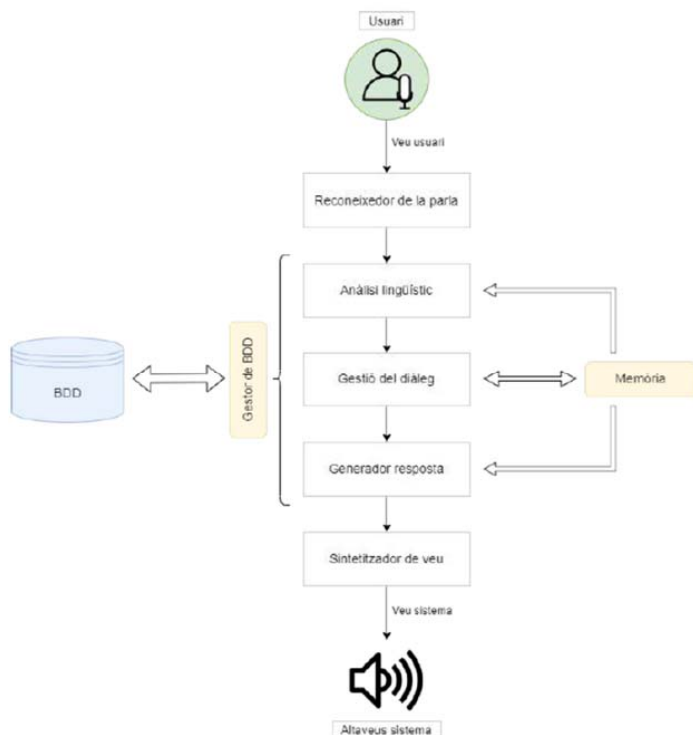 Usuari
Veu usuari
Reconeixedor de la parla
Anàlisi lingüístic
Gestor de BDD
BDD
Gestió del diàleg
Memòria
Generador resposta
Sintetitzador de veu
Veu sistema
Altaveus sistema